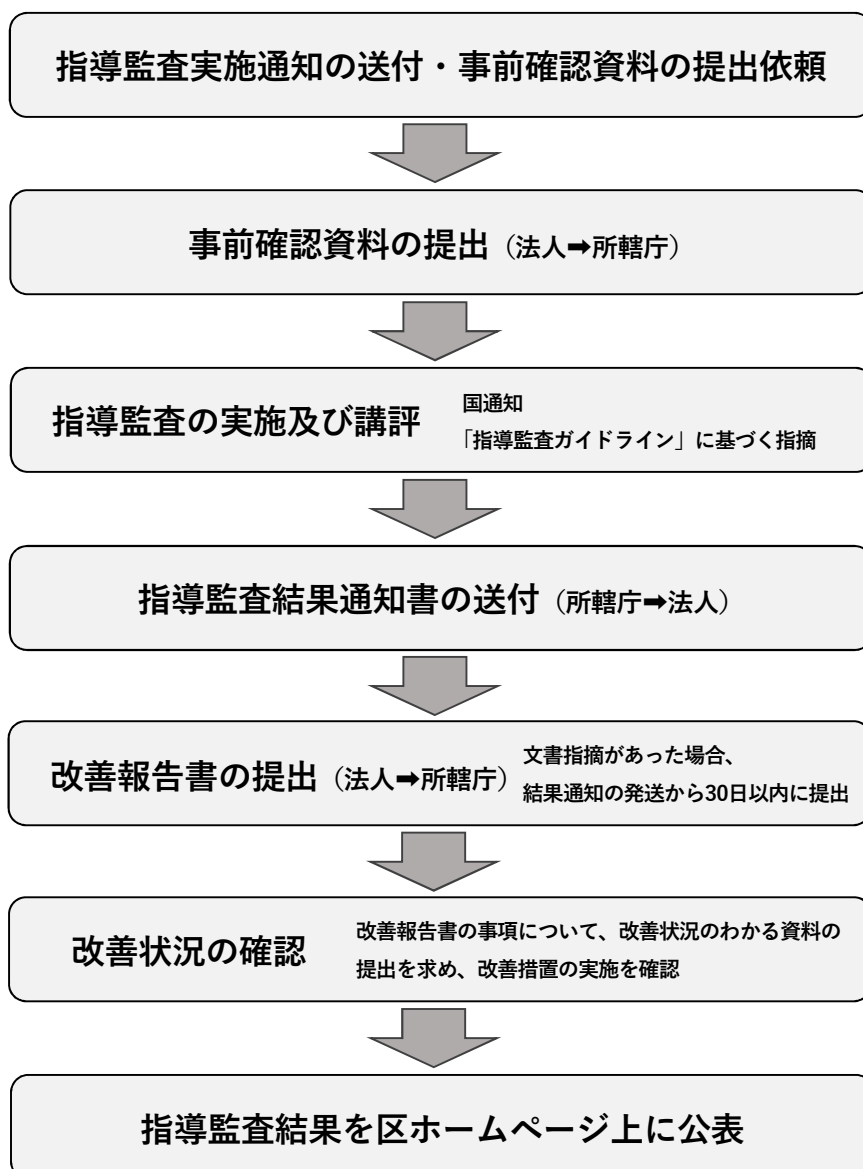 指導監査実施通知の送付・事前確認資料の提出依頼
事前確認資料の提出（法人➡所轄庁）
指導監査の実施及び講評
国通知
「指導監査ガイドライン」に基づく指摘
指導監査結果通知書の送付（所轄庁➡法人）
改善報告書の提出（法人➡所轄庁）
文書指摘があった場合、
結果通知の発送から30日以内に提出
改善状況の確認
改善報告書の事項について、改善状況のわかる資料の
提出を求め、改善措置の実施を確認
指導監査結果を区ホームページ上に公表